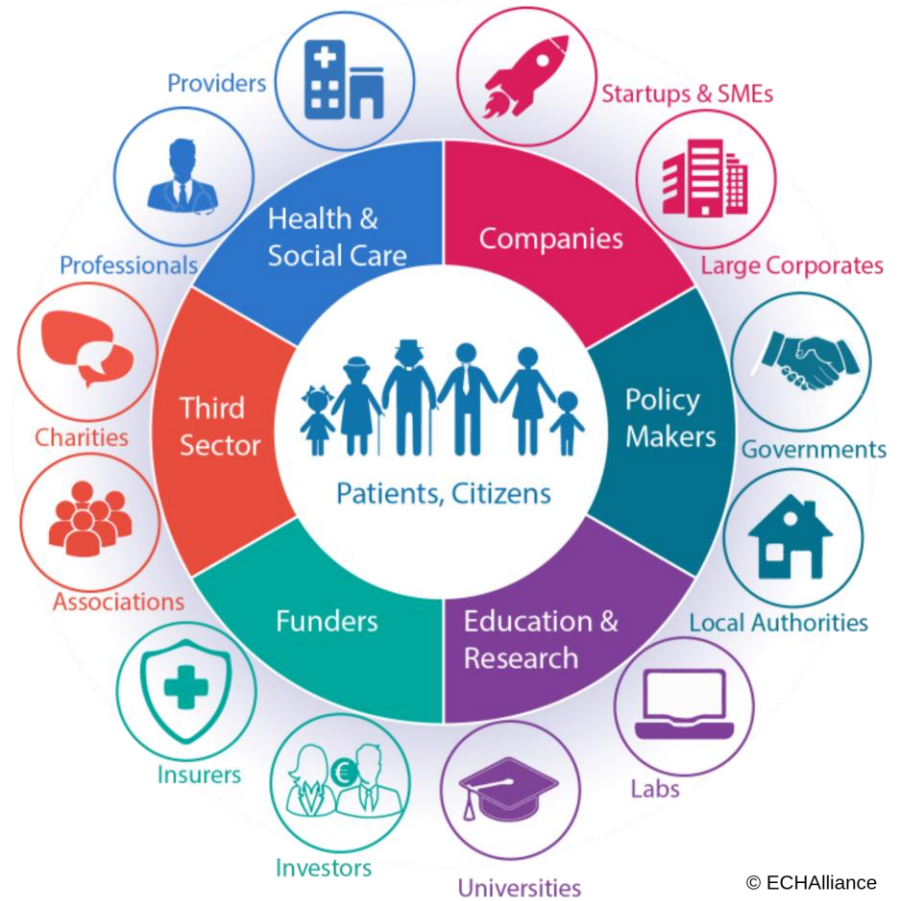 Providers
Startups & SMEs
Professionals
Large Corporates
Health &
Social Care
Companies
Charities
Third
Sector
Policy
Makers
Governments
Patients, Citizens
Associations
Funders
Education &
Research
Local Authorities
Insurers
Labs
€
Investors
Universities
© ECHAlliance